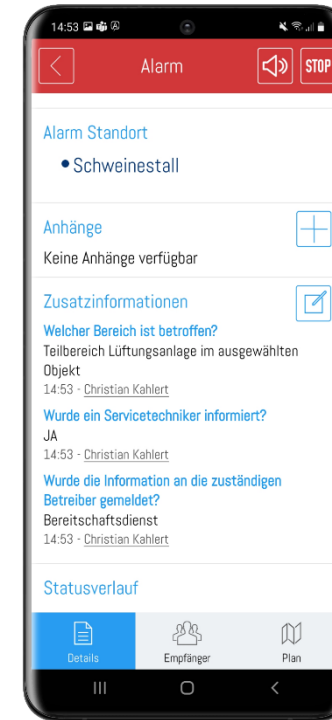 14:53
Alarm
STOP
Alarm Standort
• Schweinestall
Anhänge
Keine Anhänge verfügbar
Zusatzinformationen
Welcher Bereich ist betroffen?
Teilbereich Lüftungsanlage im ausgewählten
Objekt
14:53 - Christian Kahlert
Wurde ein Servicetechniker informiert?
JA
14:53 - Christian Kahlert
Wurde die Information an die zuständigen
Betreiber gemeldet?
Bereitschaftsdienst
14:53 - Christian Kahlert
Statusverlauf
Details Empfänger Plan